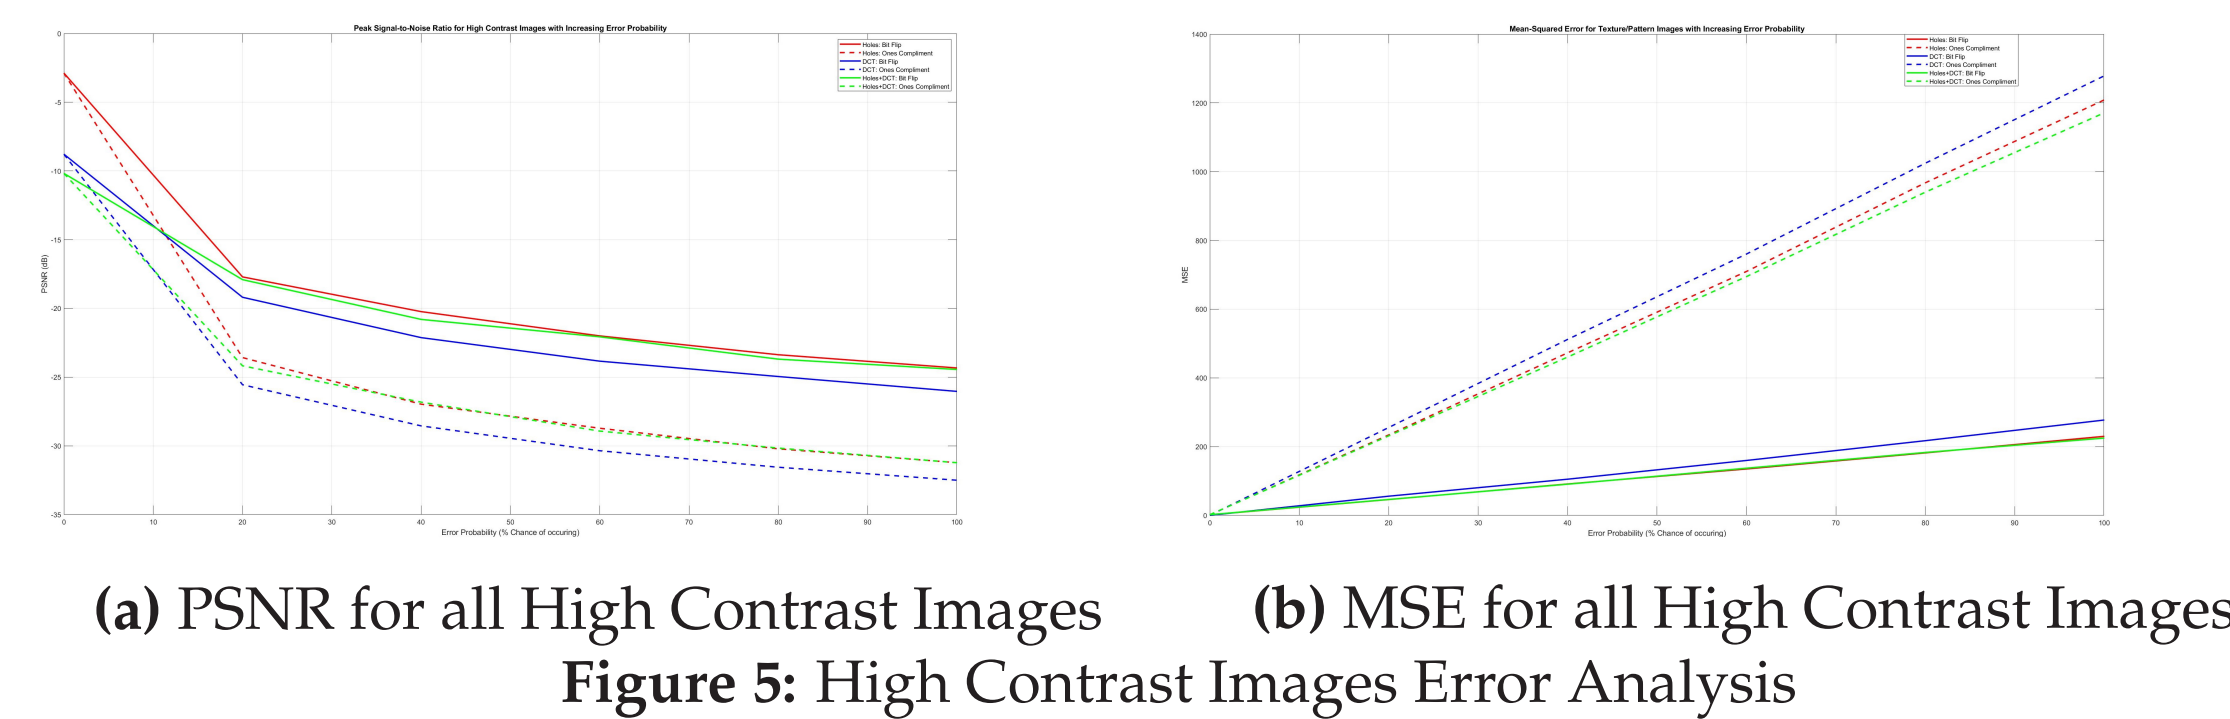 Peak Signal-to-Noise Ratio for High Contrast Images with Increasing Error Probability
Holes: Bit Flip
Holes: Ones Compliment
DCT: Bit Flip
DCT: Ones Compliment
Holes+DCT: Bit Flip
Holes+DCT: Ones Compliment
PSNR (dB)
0
-5
-10
-15
-20
-25
-30
-35
0 10 20 30 40 50 60 70 80 90 100
Error Probability (% Chance of occuring)
Mean-Squared Error for Texture/Pattern Images with Increasing Error Probability
Holes: Bit Flip
Holes: Ones Compliment
DCT: Bit Flip
DCT: Ones Compliment
Holes+DCT: Bit Flip
Holes+DCT: Ones Compliment
MSE
1400
1200
1000
800
600
400
200
0
0 10 20 30 40 50 60 70 80 90 100
Error Probability (% Chance of occuring)
(a) PSNR for all High Contrast Images
(b) MSE for all High Contrast Images
Figure 5: High Contrast Images Error Analysis